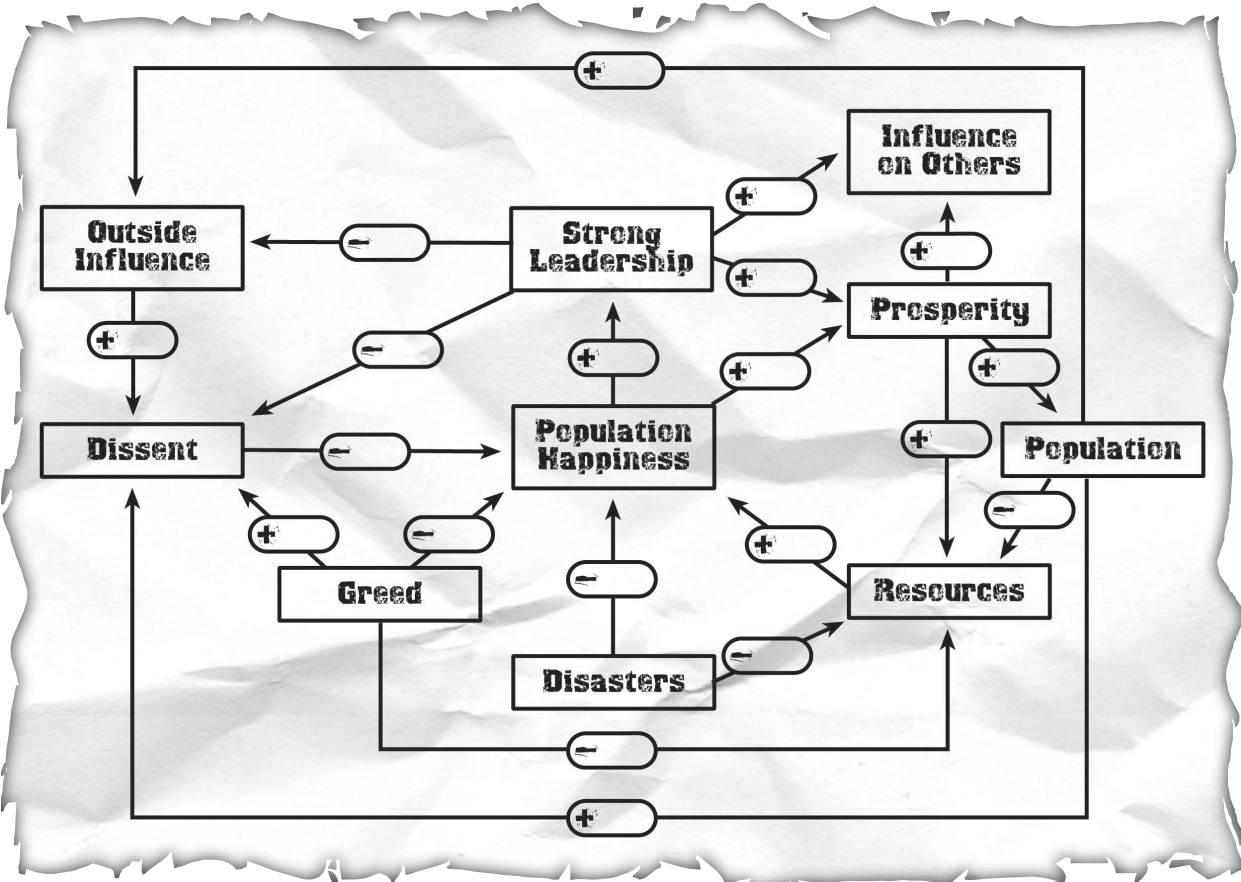 +
Influence
on Others
+
Outside
Influence
-
Strong
Leadership
+
+
Prosperity
+
-
+
+
+
Dissent
-
Population
Happiness
+
Population
+
-
-
+
-
Greed
-
Resources
Disasters
-
-
+